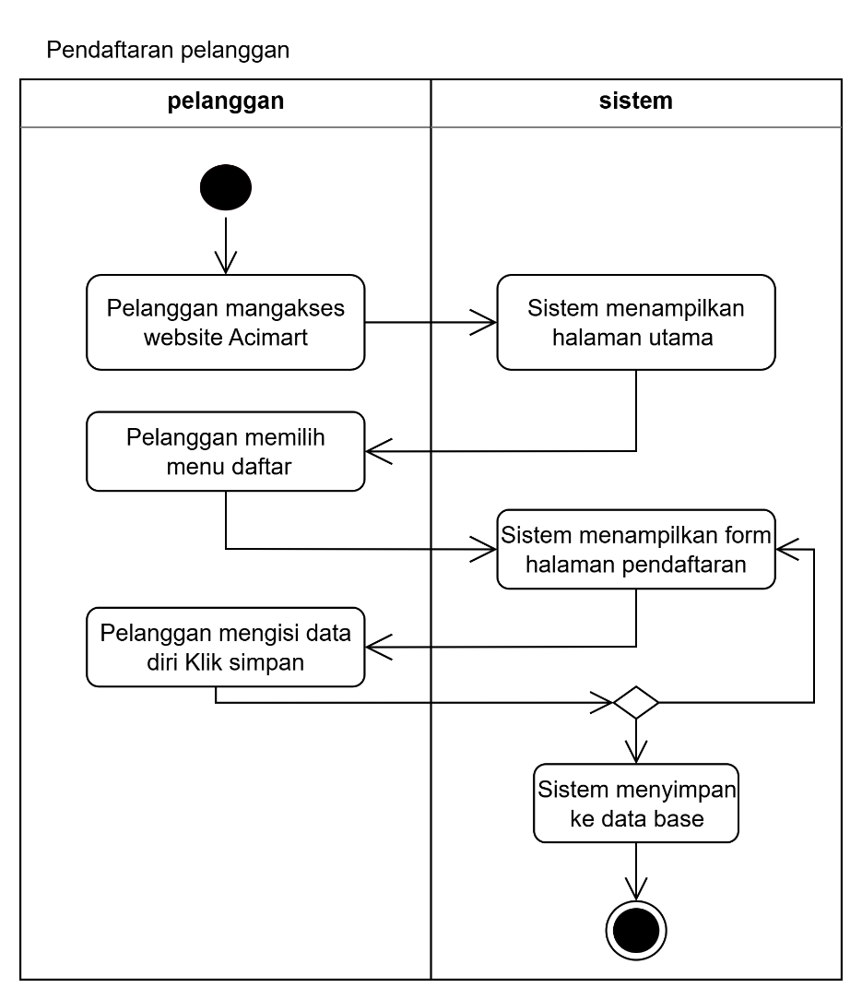 Pendaftaran pelanggan
pelanggan
sistem
Pelanggan mangakses
website Acimart
Sistem menampilkan
halaman utama
Pelanggan memilih
menu daftar
Sistem menampilkan form
halaman pendaftaran
Pelanggan mengisi data
diri Klik simpan
Sistem menyimpan
ke data base